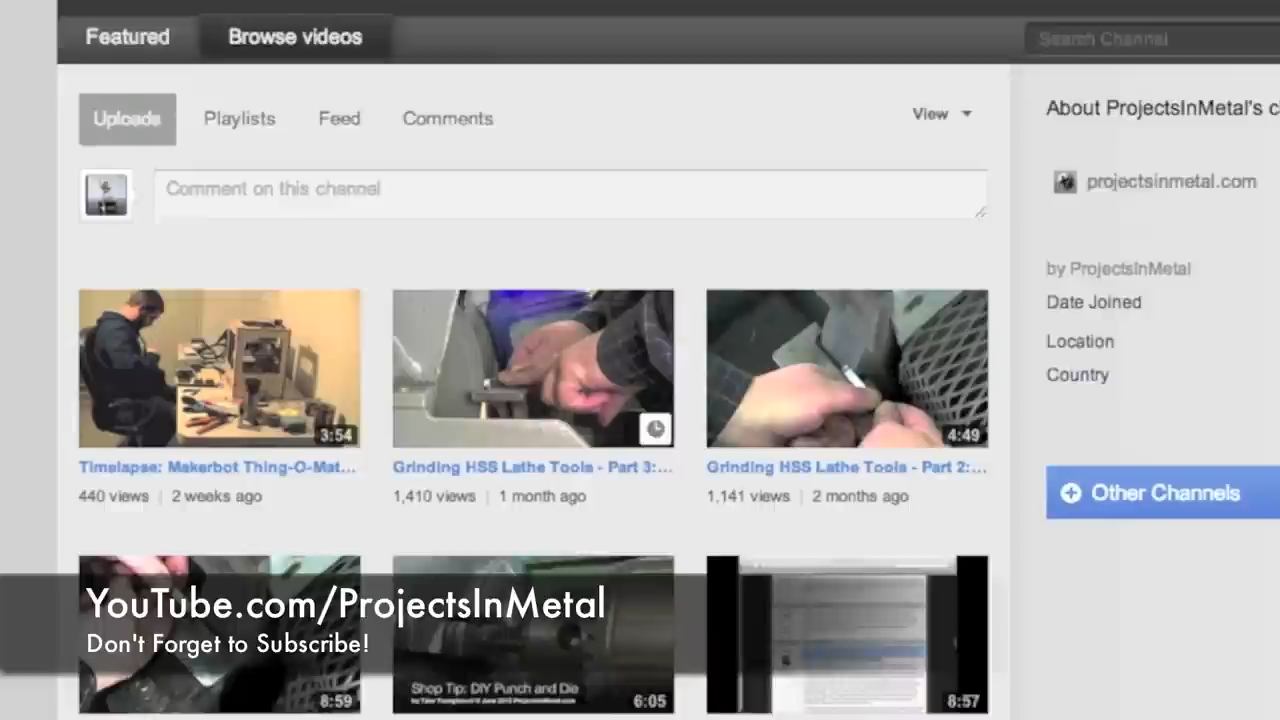 Featured
Browse videos
Search Channel
Uploads
Playlists
Feed
Comments
View
About ProjectsInMetal's c
Comment on this channel
projectsinmetal.com
by ProjectsInMetal
Date Joined
Location
Country
3:54
4:49
Timelapse: Makerbot Thing-O-Mat...
Grinding HSS Lathe Tools - Part 3:...
Grinding HSS Lathe Tools - Part 2:...
440 views | 2 weeks ago
1,410 views | 1 month ago
1,141 views | 2 months ago
Other Channels
YouTube.com/ProjectsInMetal
Don't Forget to Subscribe!
Shop Tip: DIY Punch and Die
8:59
6:05
8:57